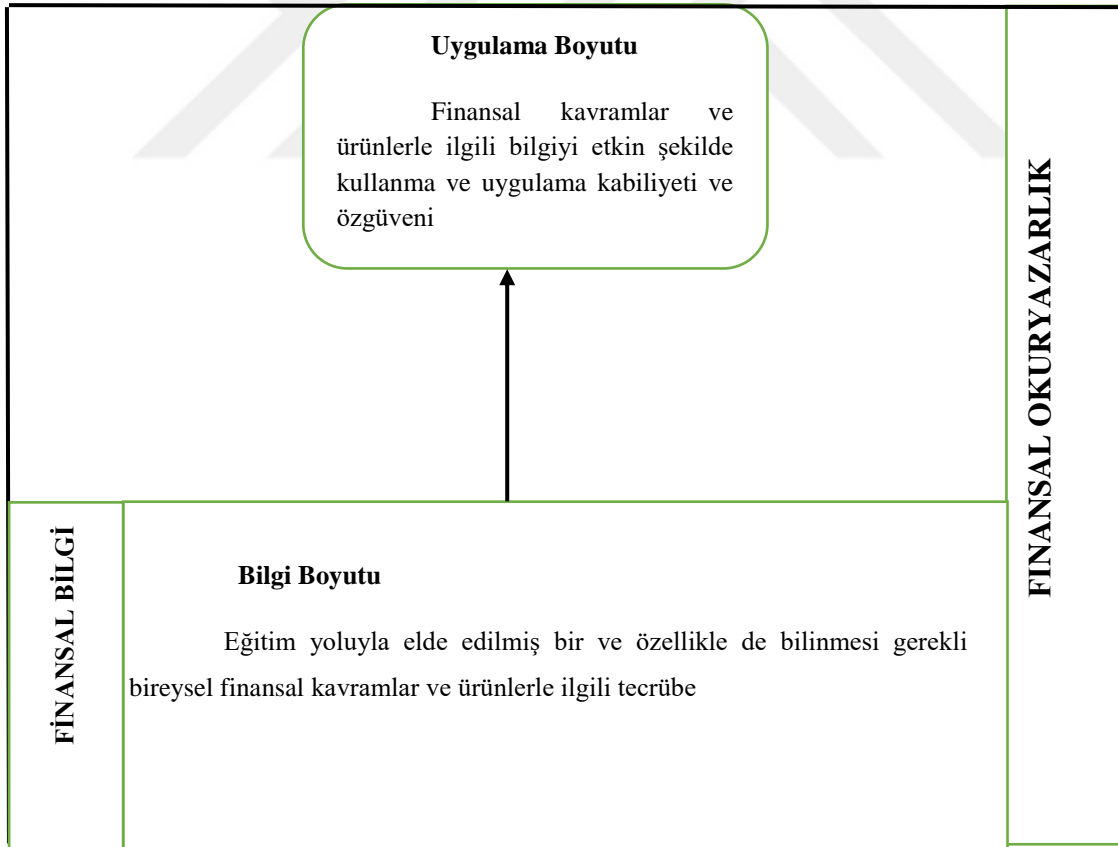 Uygulama Boyutu
Finansal kavramlar ve
ürünlerle ilgili bilgiyi etkin şekilde
kullanma ve uygulama kabiliyeti ve
özgüveni
FINANSAL OKURYAZARLIK
FİNANSAL BİLGİ
Bilgi Boyutu
Eğitim yoluyla elde edilmiş bir ve özellikle de bilinmesi gerekli
bireysel finansal kavramlar ve ürünlerle ilgili tecrübe